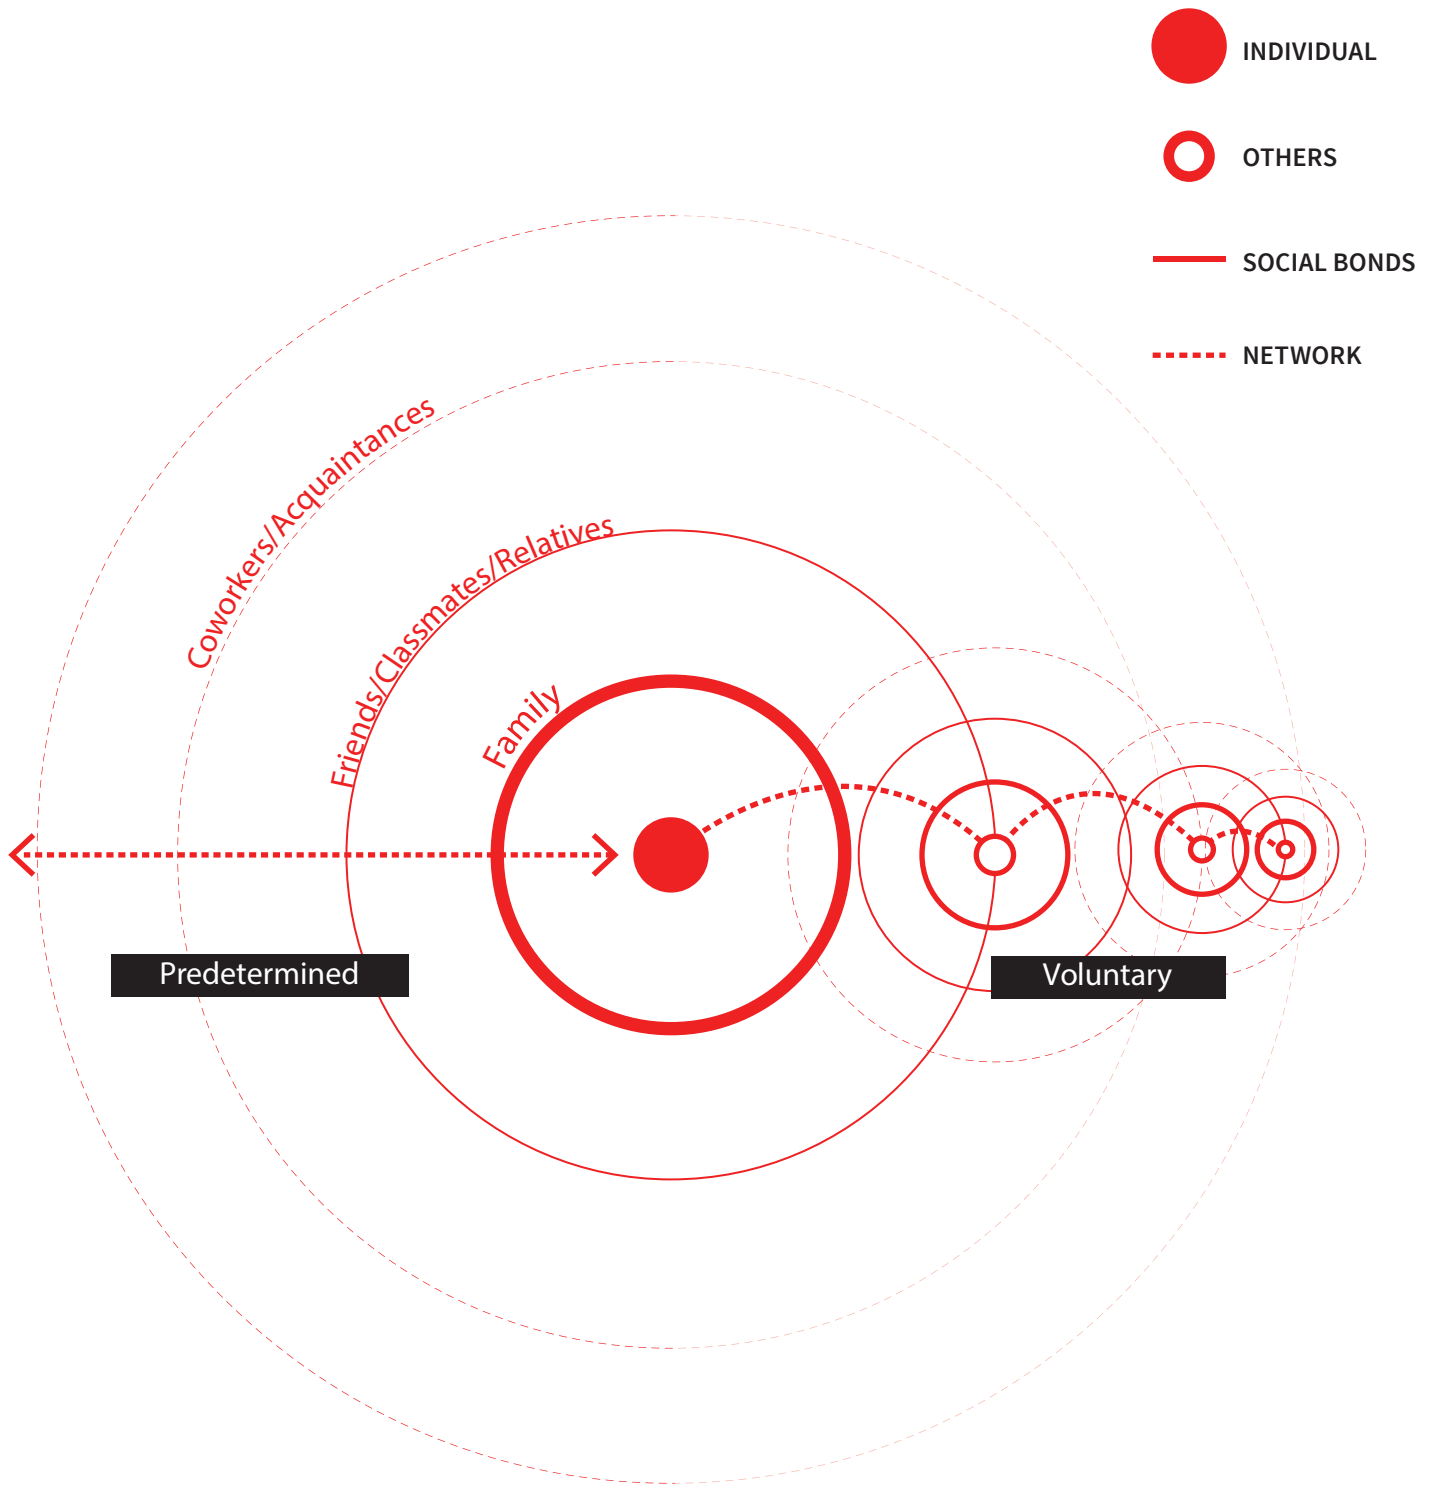 INDIVIDUAL
OTHERS
SOCIAL BONDS
NETWORK
Coworkers/Acquaintances
Friends/Classmates/Relatives
Family
Predetermined
Voluntary